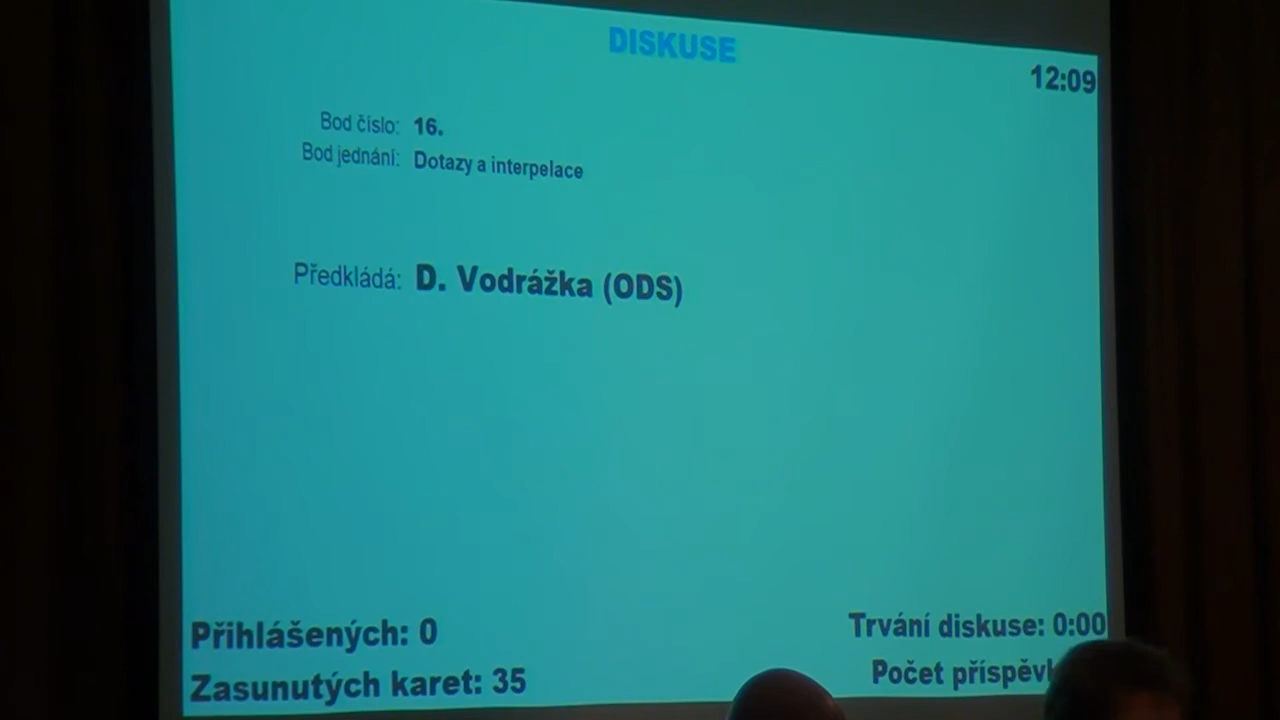 DISKUSE
12:09
Bod číslo: 16.
Bod jednání: Dotazy a interpelace
Předkládá: D. Vodrážka (ODS)
Přihlášených: 0
Trvání diskuse: 0:00
Zasunutých karet: 35
Počet